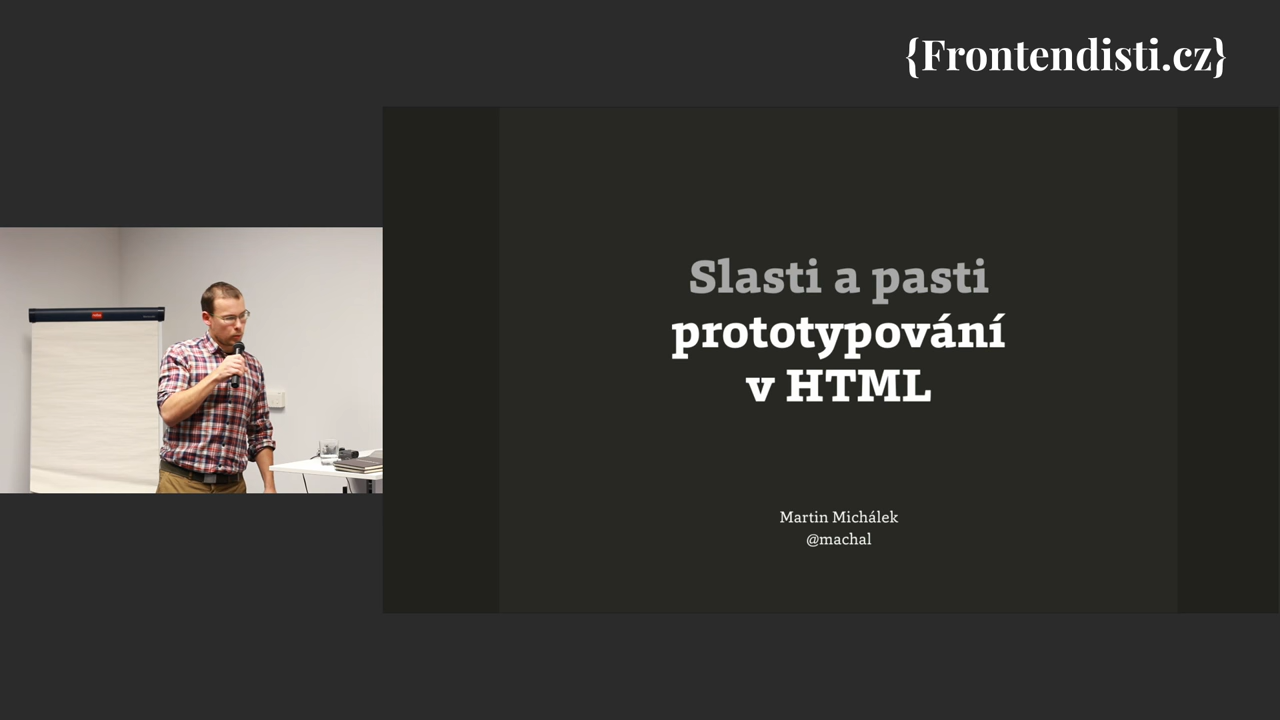 {Frontendisti.cz}
Slasti a pasti
prototypování
v HTML
Martin Michálek
@machal